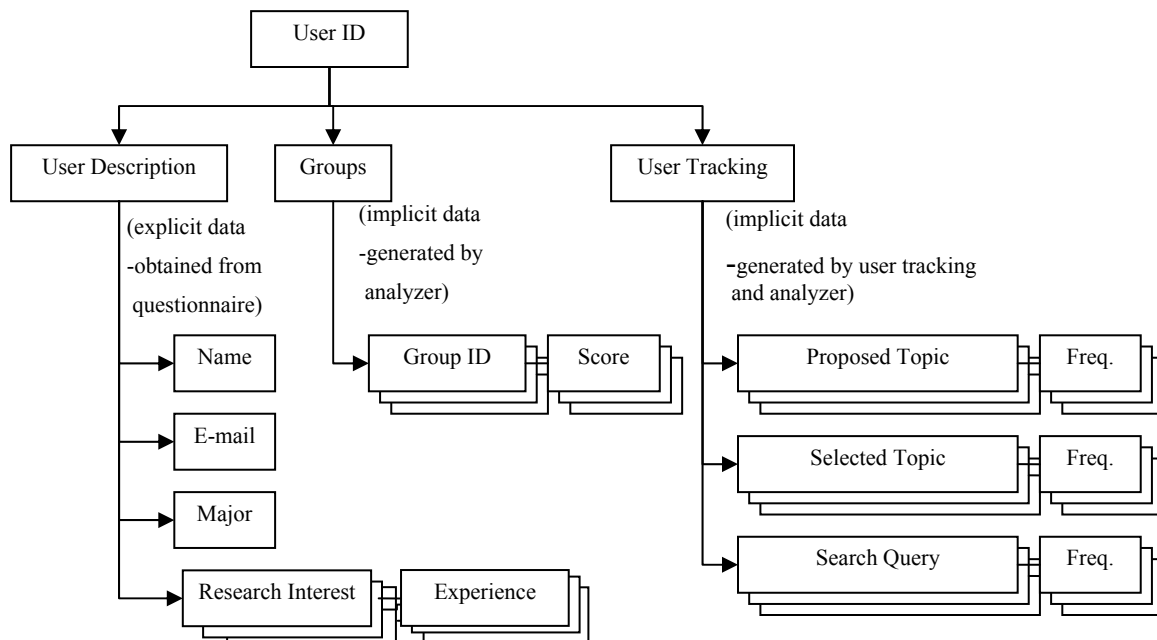 User ID
User Description
Groups
User Tracking
(explicit data
-obtained from
questionnaire)
(implicit data
-generated by
analyzer)
(implicit data
-generated by user tracking
and analyzer)
Name
E-mail
Major
Research Interest
Experience
Group ID
Score
Proposed Topic
Freq.
Selected Topic
Freq.
Search Query
Freq.